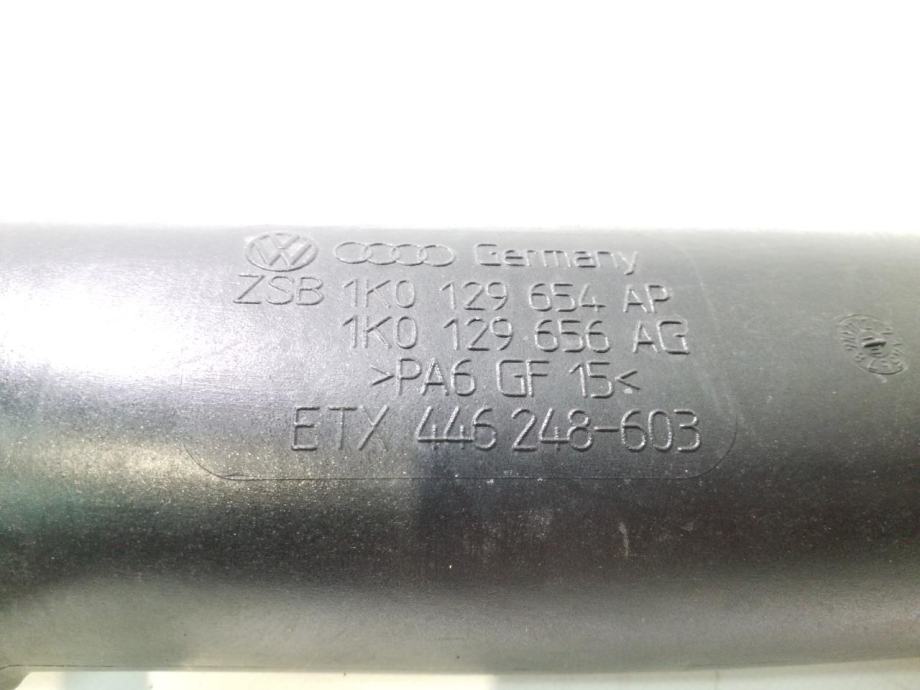 Germany
ZSB 1K0 129 654 AP
1K0 129 656 AG
>PA6 GF 15<
ETX 446 248-603